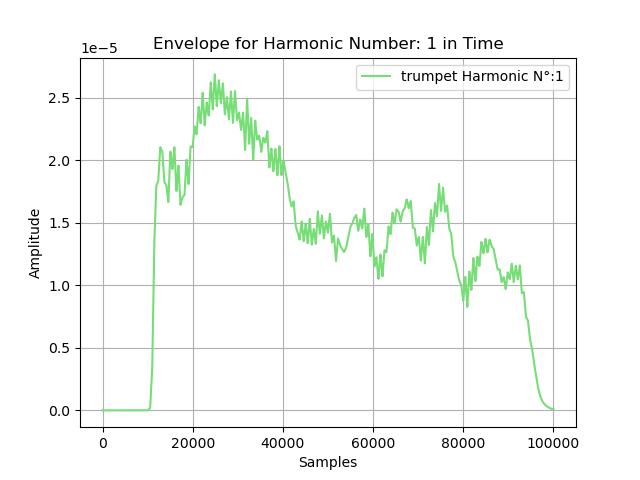 Envelope for Harmonic Number: 1 in Time
1e−5
trumpet Harmonic N°:1
2.5
2.0
1.5
1.0
0.5
0.0
Amplitude
0 20000 40000 60000 80000 100000
Samples